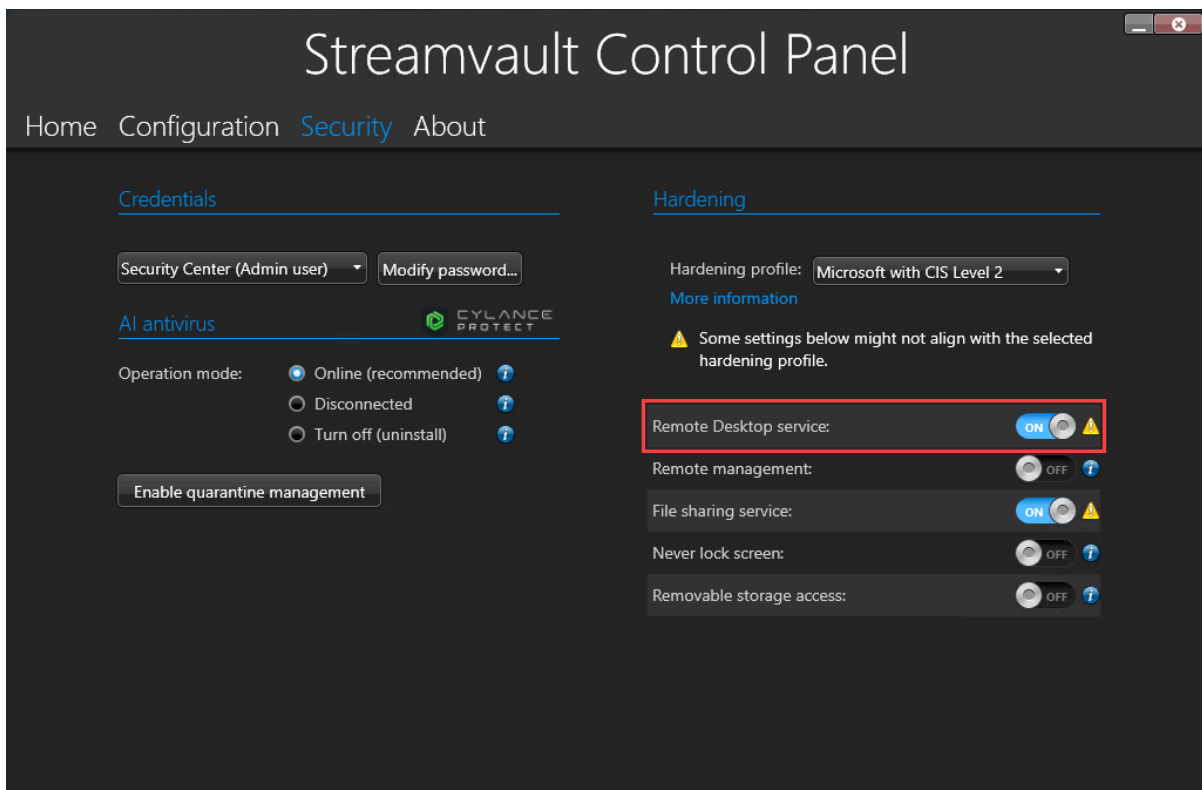 Streamvault Control Panel
Home Configuration Security About
Credentials
Security Center (Admin user) Modify password...
AI antivirus CYLANCE
PROTECT
Operation mode: Online (recommended)
Disconnected
Turn off (uninstall)
Enable quarantine management
Hardening
Hardening profile: Microsoft with CIS Level 2
More information
Some settings below might not align with the selected
hardening profile.
Remote Desktop service: ON
Remote management: OFF
File sharing service: ON
Never lock screen: OFF
Removable storage access: OFF